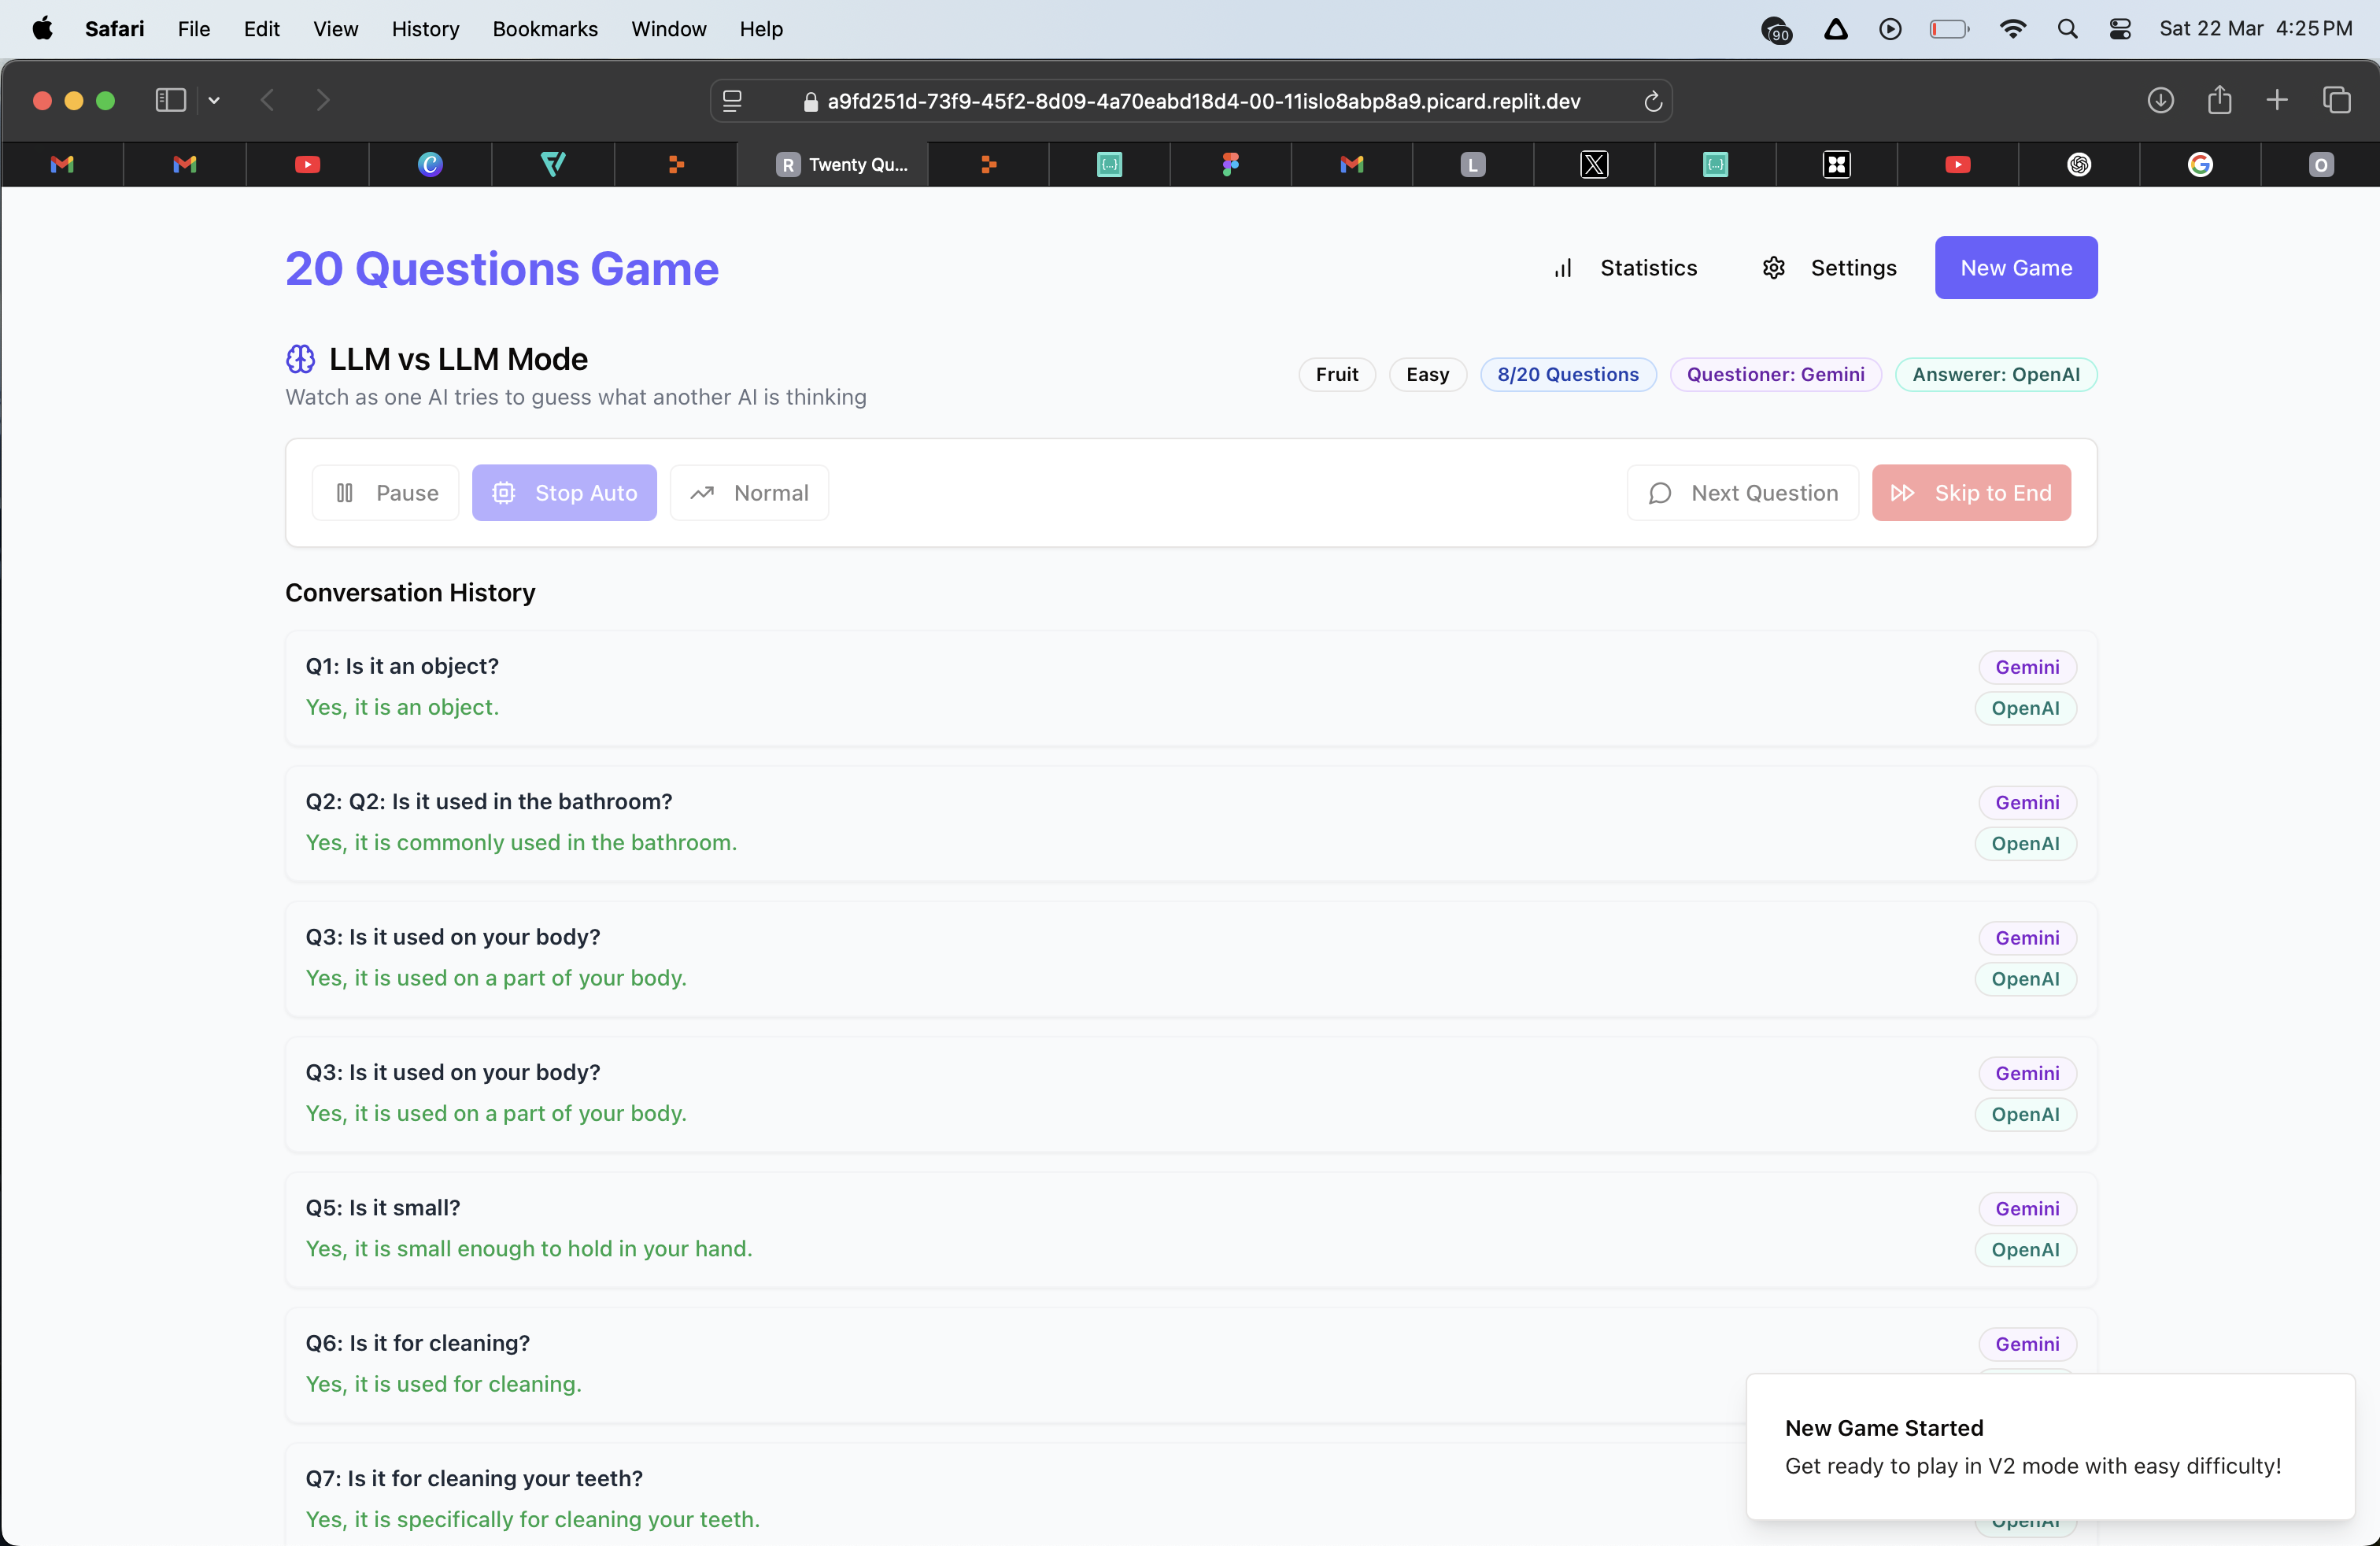 Safari File Edit View History Bookmarks Window Help 90 Sat 22 Mar 4:25 PM
a9fd251d-73f9-45f2-8d09-4a70eabd18d4-00-11islo8abp8a9.picard.replit.dev
R Twenty Qu... {...} L {...} O
20 Questions Game Statistics Settings New Game
LLM vs LLM Mode
Watch as one AI tries to guess what another AI is thinking
Fruit Easy 8/20 Questions Questioner: Gemini Answerer: OpenAI
Pause Stop Auto Normal Next Question Skip to End
Conversation History
Q1: Is it an object? Gemini
Yes, it is an object. OpenAI
Q2: Q2: Is it used in the bathroom? Gemini
Yes, it is commonly used in the bathroom. OpenAI
Q3: Is it used on your body? Gemini
Yes, it is used on a part of your body. OpenAI
Q3: Is it used on your body? Gemini
Yes, it is used on a part of your body. OpenAI
Q5: Is it small? Gemini
Yes, it is small enough to hold in your hand. OpenAI
Q6: Is it for cleaning? Gemini
Yes, it is used for cleaning.
Q7: Is it for cleaning your teeth?
Yes, it is specifically for cleaning your teeth. OpenAI
New Game Started
Get ready to play in V2 mode with easy difficulty!